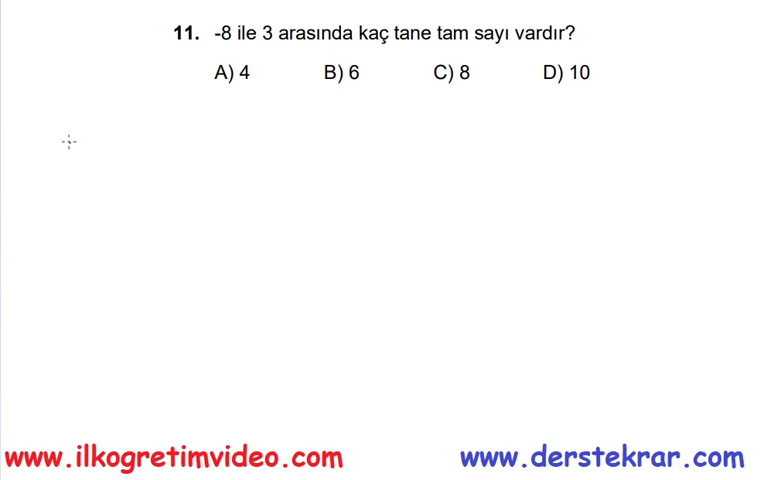 11. -8 ile 3 arasında kaç tane tam sayı vardır?
A) 4 B) 6 C) 8 D) 10
www.ilkogretimvideo.com www.derstekrar.com